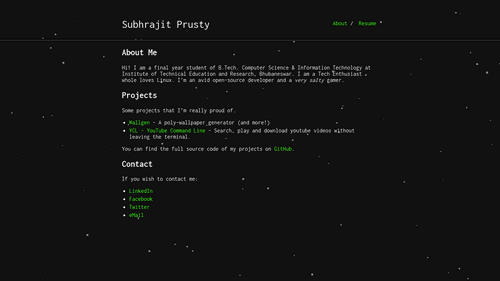 Subhrajit Prusty
About / Resume
About Me
Hi! I am a final year student of B.Tech. Computer Science & Information Technology at
Institute of Technical Education and Research, Bhubaneswar. I am a Tech Enthusiast
whole loves Linux. I'm an avid open-source developer and a very salty gamer.
Projects
Some projects that I'm really proud of.
Wallgen - A poly-wallpaper_generator (and more!)
YCL - YouTube Command Line - Search, play and download youtube videos without
leaving the terminal.
You can find the full source code of my projects on GitHub.
Contact
If you wish to contact me:
LinkedIn
Facebook
Twitter
eMail